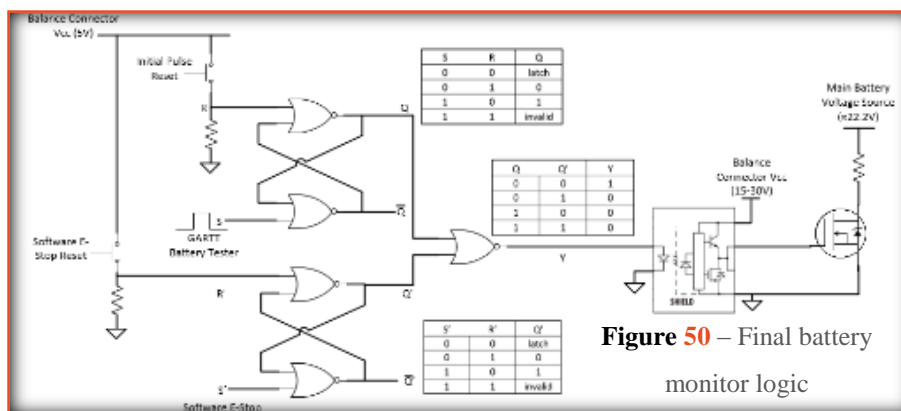 Balance Connector
Vcc (5V)
Initial Pulse
Reset
R
Q
S R Q
0 0 latch
0 1 0
1 0 1
1 1 invalid
Main Battery
Voltage Source
(≈22.2V)
Balance
Connector Vcc
(15-30V)
Q Q' Y
0 0 1
0 1 0
1 0 0
1 1 0
S
Q̅
GARTT
Battery Tester
Software E-
Stop Reset
Y
R'
Q'
SHIELD
S' R' Q'
0 0 latch
0 1 0
1 0 1
1 1 invalid
Figure 50 – Final battery
monitor logic
S'
Q̅'
Software E-Stop